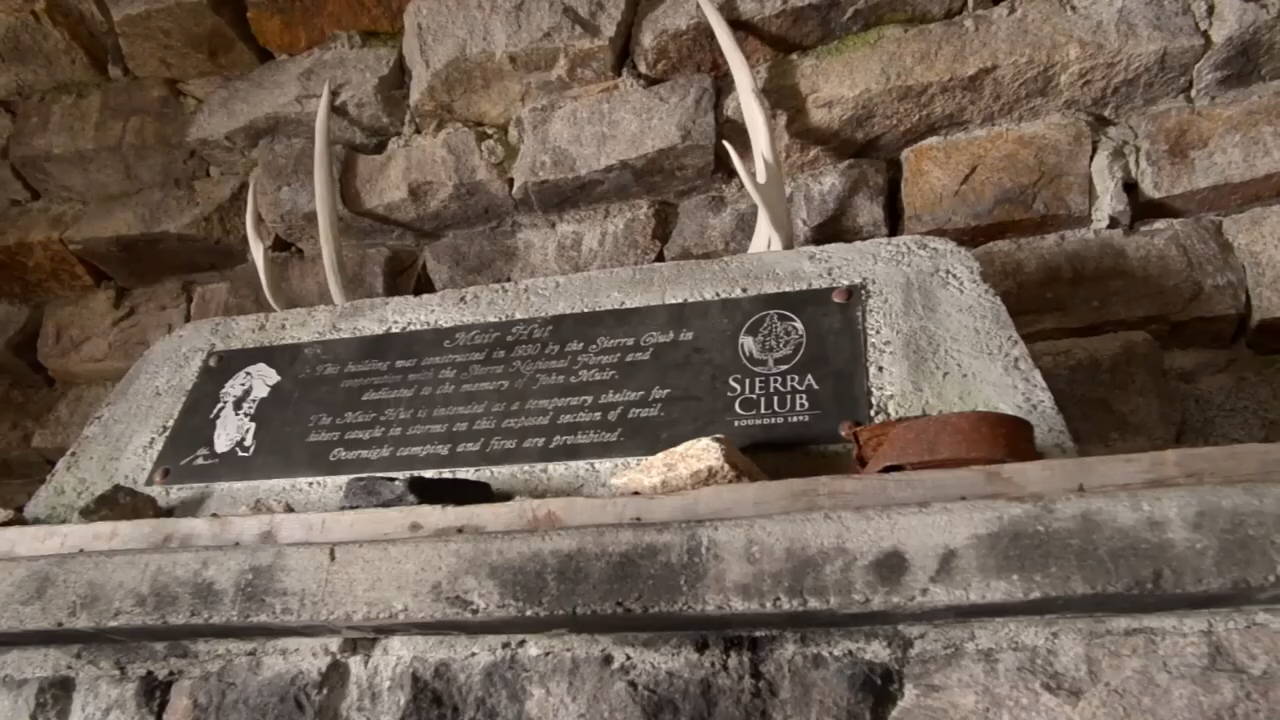 Muir Hut
This building was constructed in 1930 by the Sierra Club in
cooperation with the Sierra National Forest and
dedicated to the memory of John Muir.
The Muir Hut is intended as a temporary shelter for
hikers caught in storms on this exposed section of trail.
Overnight camping and fires are prohibited.
John
Muir
SIERRA
CLUB
FOUNDED 1892